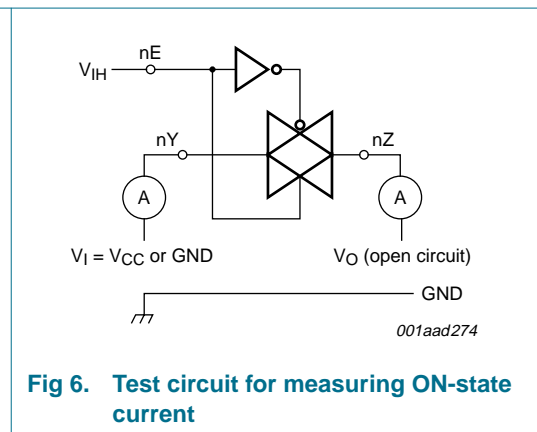 nE
V_IH
nY
nZ
A
A
V_I = V_CC or GND
V_O (open circuit)
GND
001aad274
Fig 6. Test circuit for measuring ON-state
current